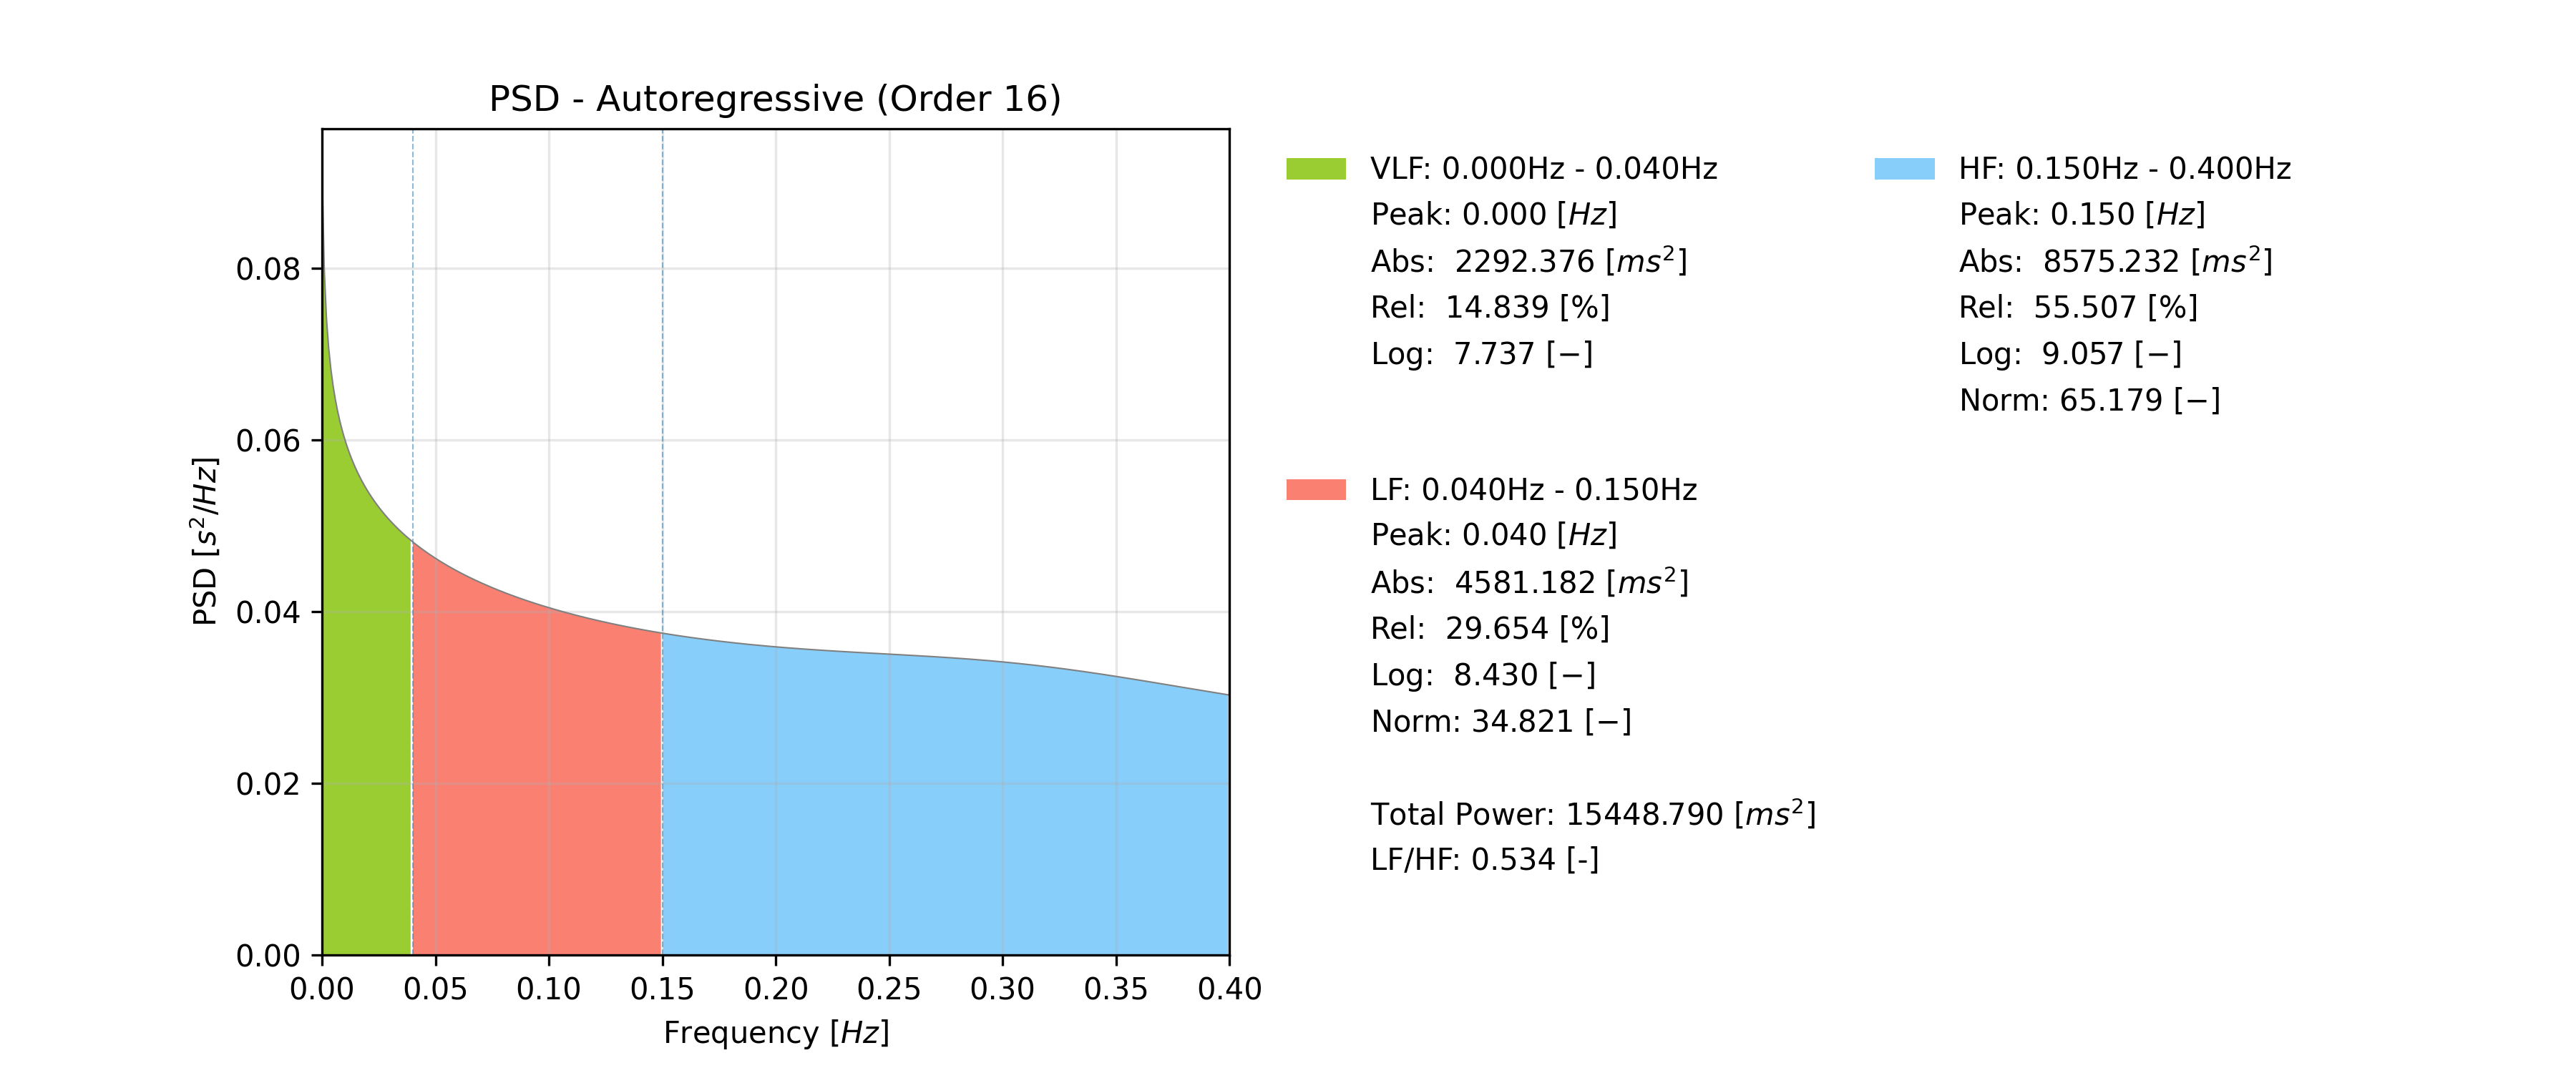 PSD - Autoregressive (Order 16)
PSD [s²/Hz]
0.08
0.06
0.04
0.02
0.00
0.00 0.05 0.10 0.15 0.20 0.25 0.30 0.35 0.40
Frequency [Hz]
VLF: 0.000Hz - 0.040Hz
Peak: 0.000 [Hz]
Abs: 2292.376 [ms²]
Rel: 14.839 [%]
Log: 7.737 [−]
LF: 0.040Hz - 0.150Hz
Peak: 0.040 [Hz]
Abs: 4581.182 [ms²]
Rel: 29.654 [%]
Log: 8.430 [−]
Norm: 34.821 [−]
Total Power: 15448.790 [ms²]
LF/HF: 0.534 [-]
HF: 0.150Hz - 0.400Hz
Peak: 0.150 [Hz]
Abs: 8575.232 [ms²]
Rel: 55.507 [%]
Log: 9.057 [−]
Norm: 65.179 [−]